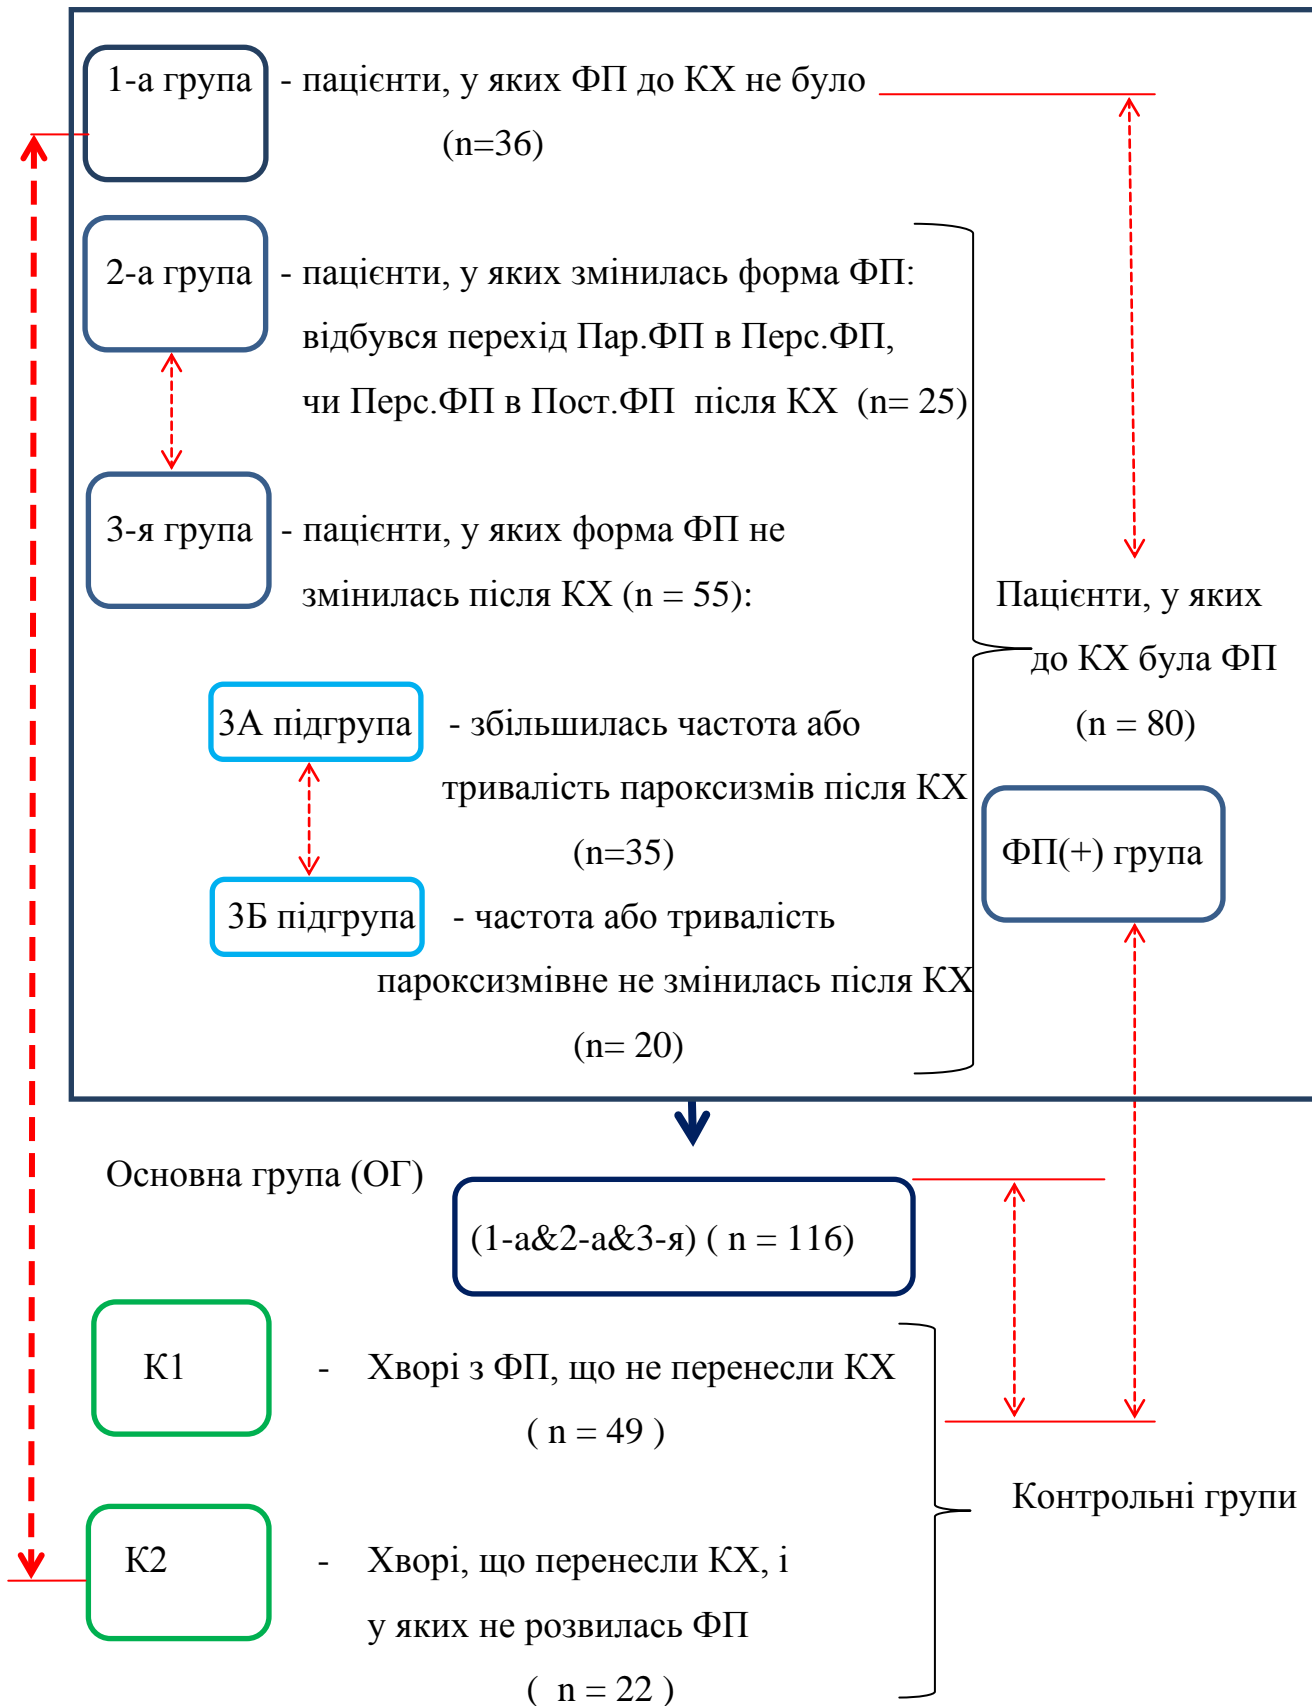 1-а група - пацієнти, у яких ФП до КХ не було
(n=36)
2-а група - пацієнти, у яких змінилась форма ФП:
відбувся перехід Пар.ФП в Перс.ФП,
чи Перс.ФП в Пост.ФП після КХ (n= 25)
3-я група - пацієнти, у яких форма ФП не
змінилась після КХ (n = 55):
Пацієнти, у яких
до КХ була ФП
(n = 80)
3А підгрупа - збільшилась частота або
тривалість пароксизмів після КХ
(n=35)
ФП(+) група
3Б підгрупа - частота або тривалість
пароксизмівне не змінилась після КХ
(n= 20)
Основна група (ОГ)
(1-а&2-а&3-я) ( n = 116)
К1 - Хворі з ФП, що не перенесли КХ
( n = 49 )
Контрольні групи
К2 - Хворі, що перенесли КХ, і
у яких не розвилась ФП
( n = 22 )